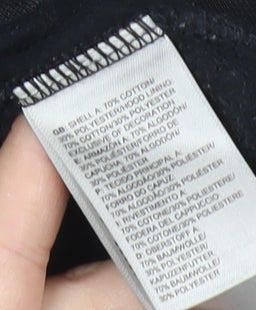 GB: SHELL A: 70% COTTON/
30% POLYESTER/HOOD LINING:
70% COTTON/30% POLYESTER
EXCLUSIVE OF DECORATION
E: ARMAZÓN A: 70% ALGODÓN/
30% POLIÉSTER/FORRO DE
CAPUCHA: 70% ALGODÓN/
30% POLIÉSTER
P: TECIDO PRINCIPAL A:
70% ALGODÃO/30% POLIÉSTER/
FORRO DO CAPUZ:
70% ALGODÃO/30% POLIÉSTER
I: RIVESTIMENTO A:
70% COTONE/30% POLIESTERE/
FODERA DEL CAPPUCCIO:
70% COTONE/30% POLIESTERE
D: OBERSTOFF A:
70% BAUMWOLLE/
30% POLYESTER/
KAPUZENFUTTER:
70% BAUMWOLLE/
30% POLYESTER